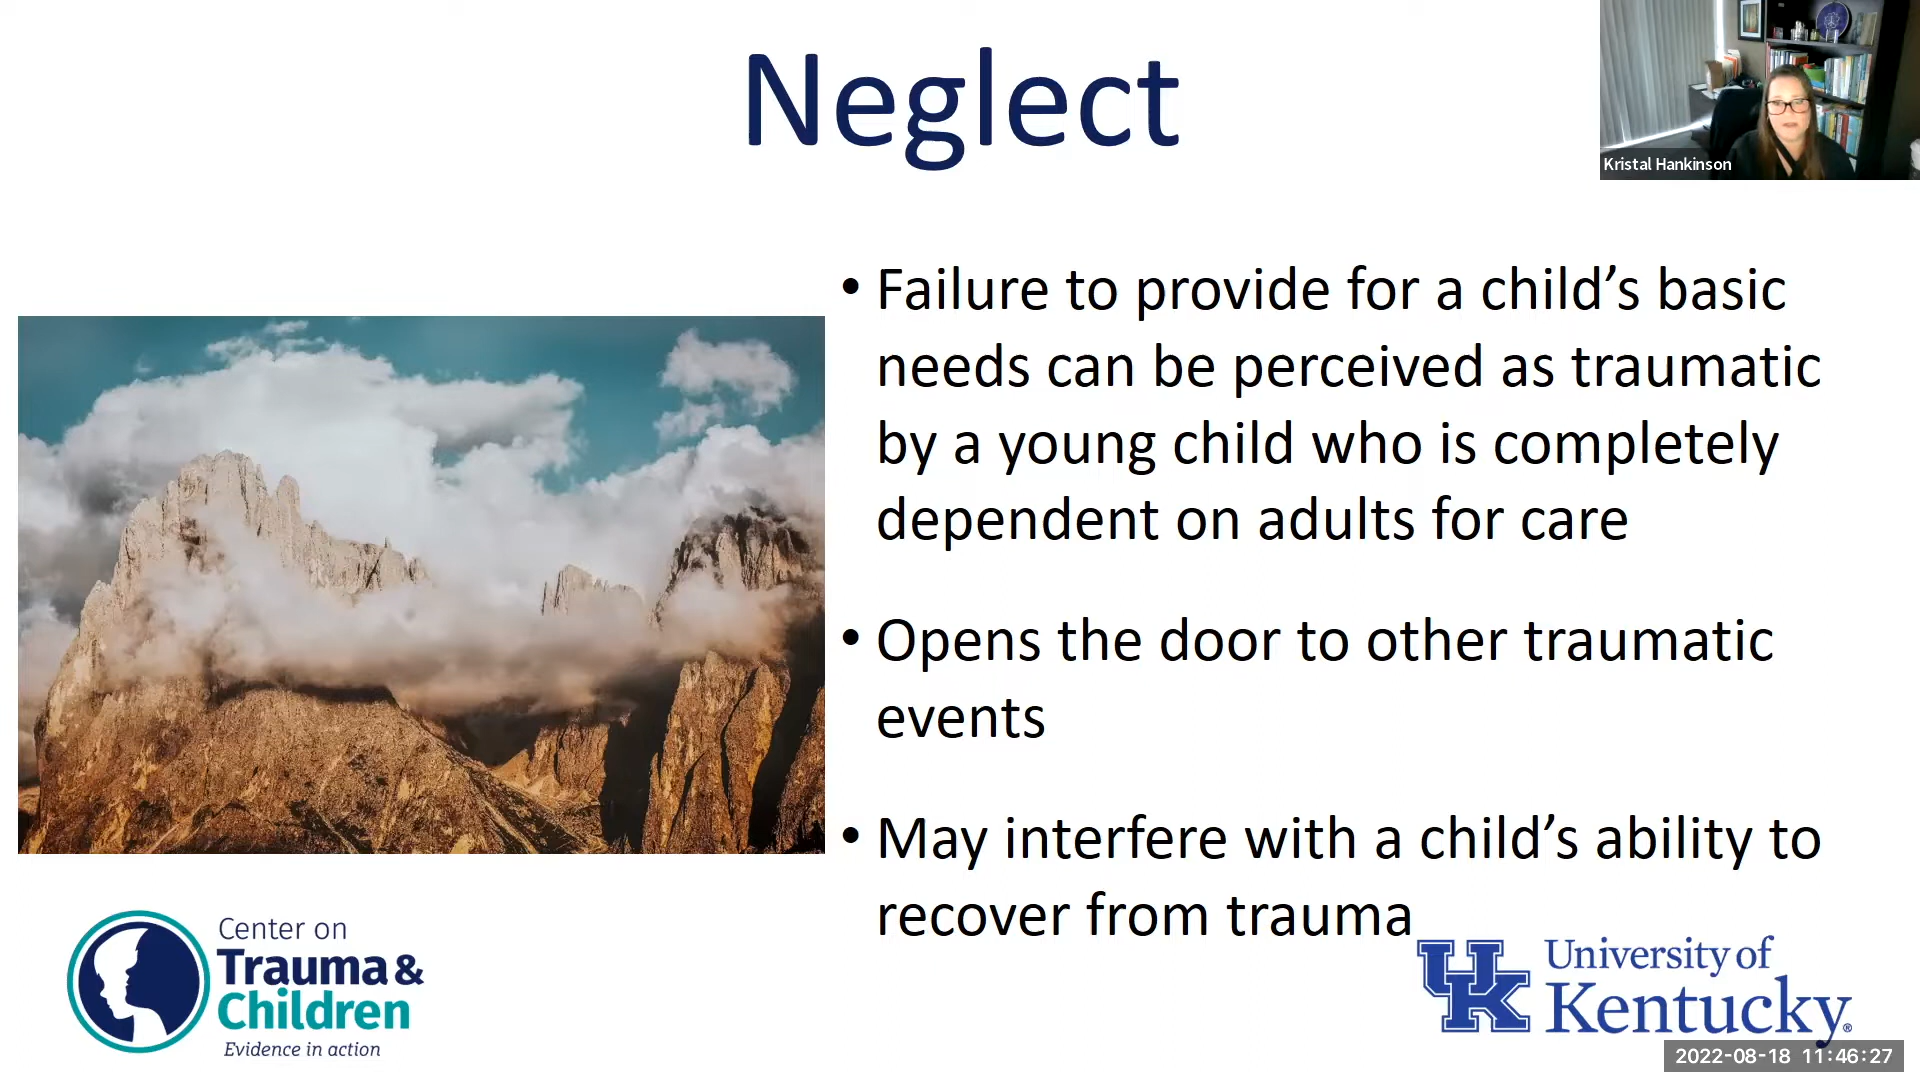 Neglect
Kristal Hankinson
• Failure to provide for a child’s basic
needs can be perceived as traumatic
by a young child who is completely
dependent on adults for care
• Opens the door to other traumatic
events
• May interfere with a child’s ability to
recover from trauma
Center on
Trauma &
Children
Evidence in action
UK
University of
Kentucky®
2022-08-18 11:46:27